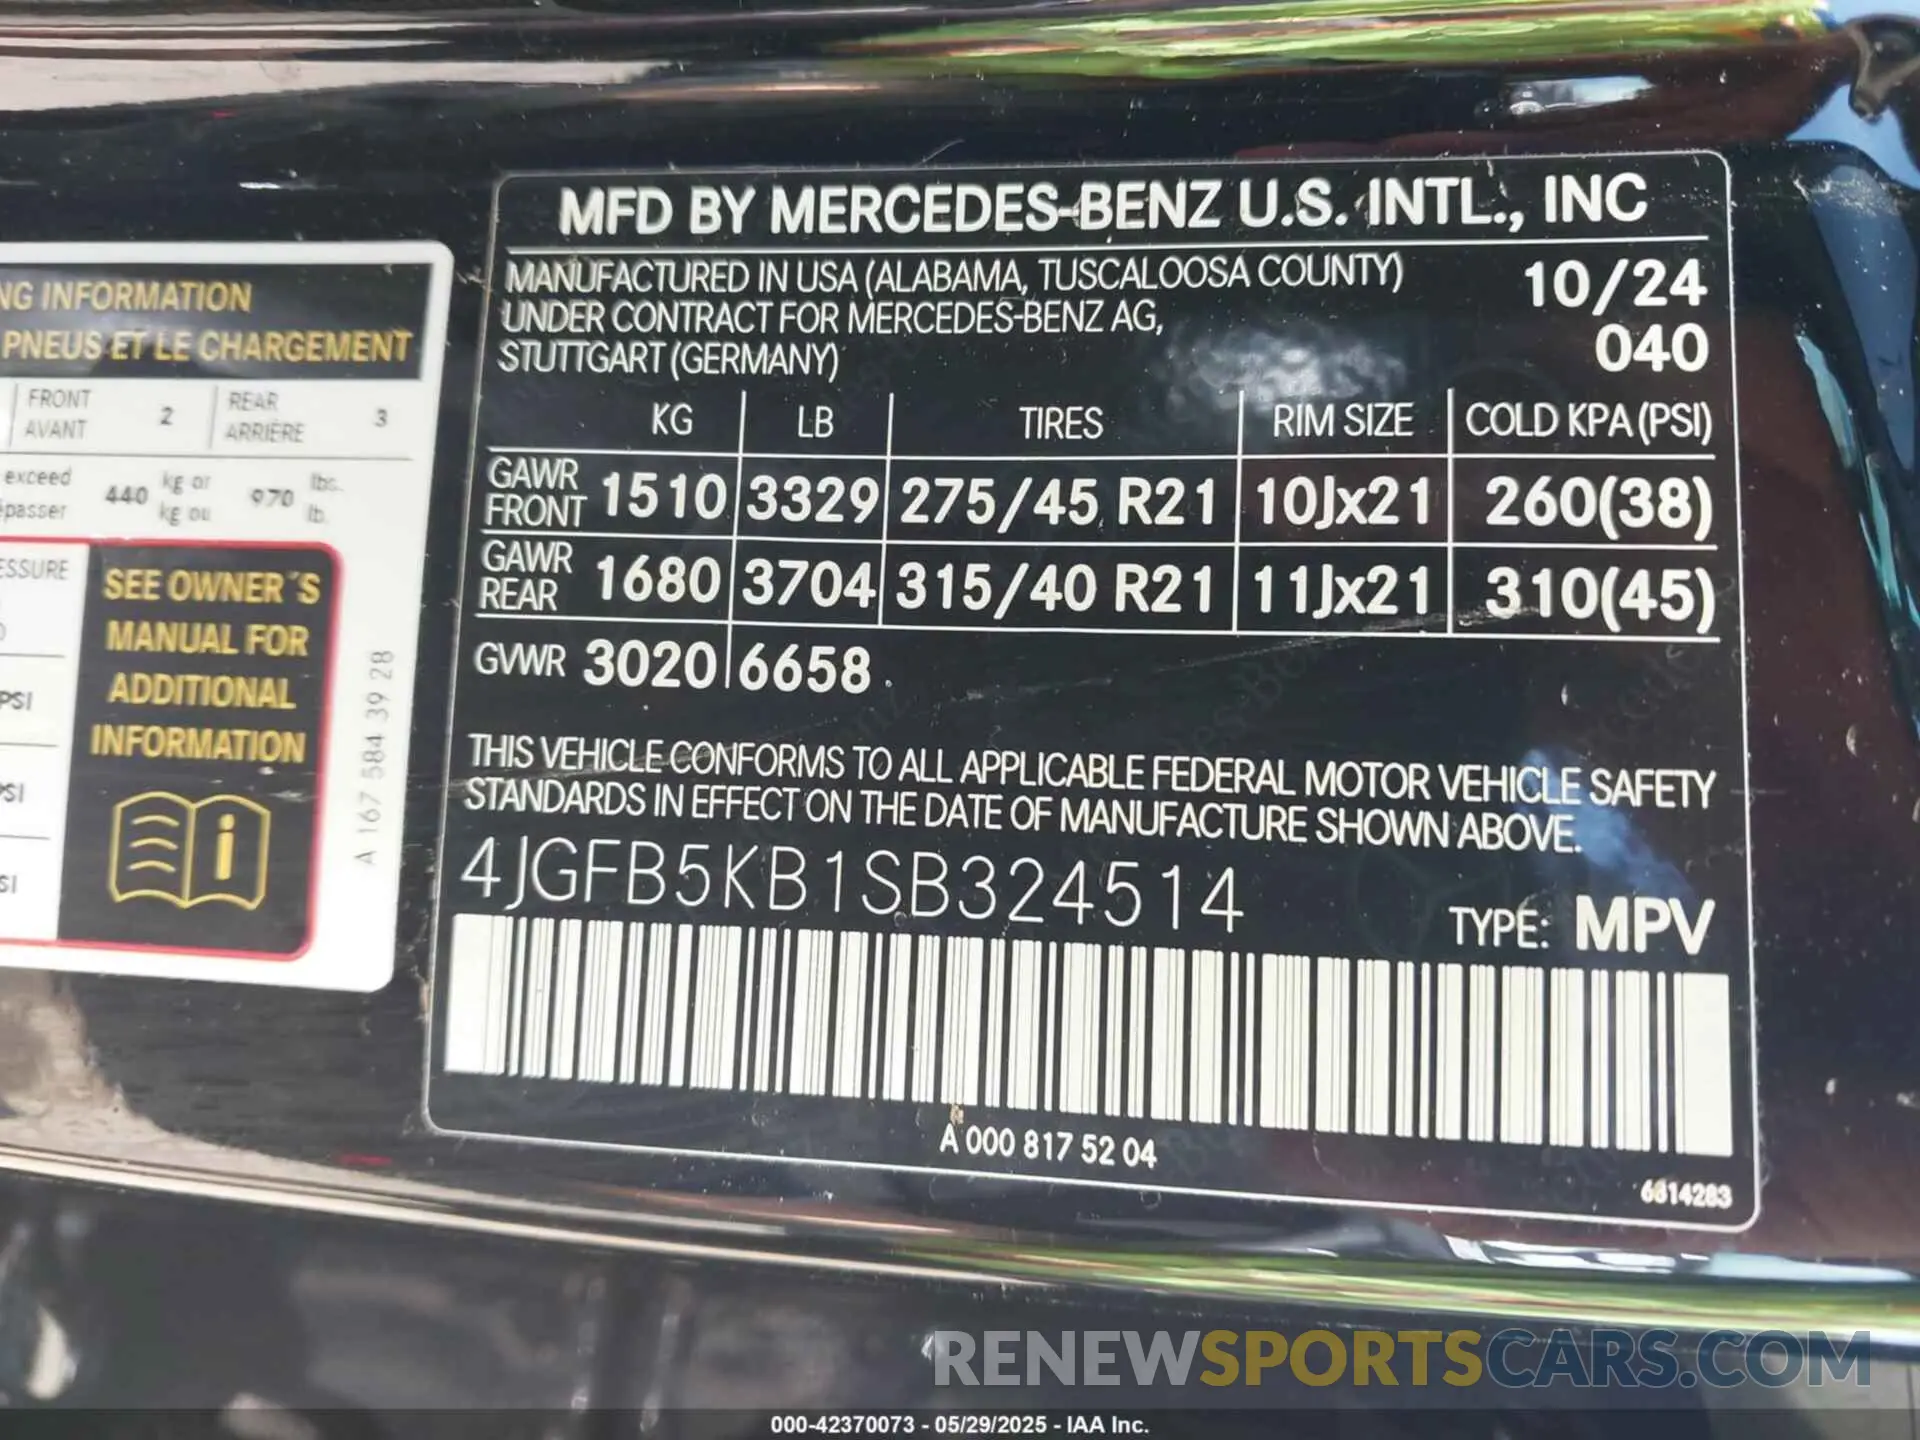 MFD BY MERCEDES-BENZ U.S. INTL., INC
MANUFACTURED IN USA (ALABAMA, TUSCALOOSA COUNTY) 10/24
UNDER CONTRACT FOR MERCEDES-BENZ AG, 040
STUTTGART (GERMANY)
KG LB TIRES RIM SIZE COLD KPA (PSI)
GAWR FRONT 1510 3329 275/45 R21 10Jx21 260(38)
GAWR REAR 1680 3704 315/40 R21 11Jx21 310(45)
GVWR 3020 6658
THIS VEHICLE CONFORMS TO ALL APPLICABLE FEDERAL MOTOR VEHICLE SAFETY
STANDARDS IN EFFECT ON THE DATE OF MANUFACTURE SHOWN ABOVE.
4JGFB5KB1SB324514
TYPE: MPV
A 000 817 52 04
6814283
INFORMATION
PNEUS ET LE CHARGEMENT
FRONT 2 REAR 3
AVANT ARRIÈRE
exceed 440 kg or 970 lbs.
kg ou lb.
SEE OWNER´S
MANUAL FOR
ADDITIONAL
INFORMATION
PSI
A 167 584 39 28
RENEWSPORTSCARS.COM
000-42370073 - 05/29/2025 - IAA Inc.